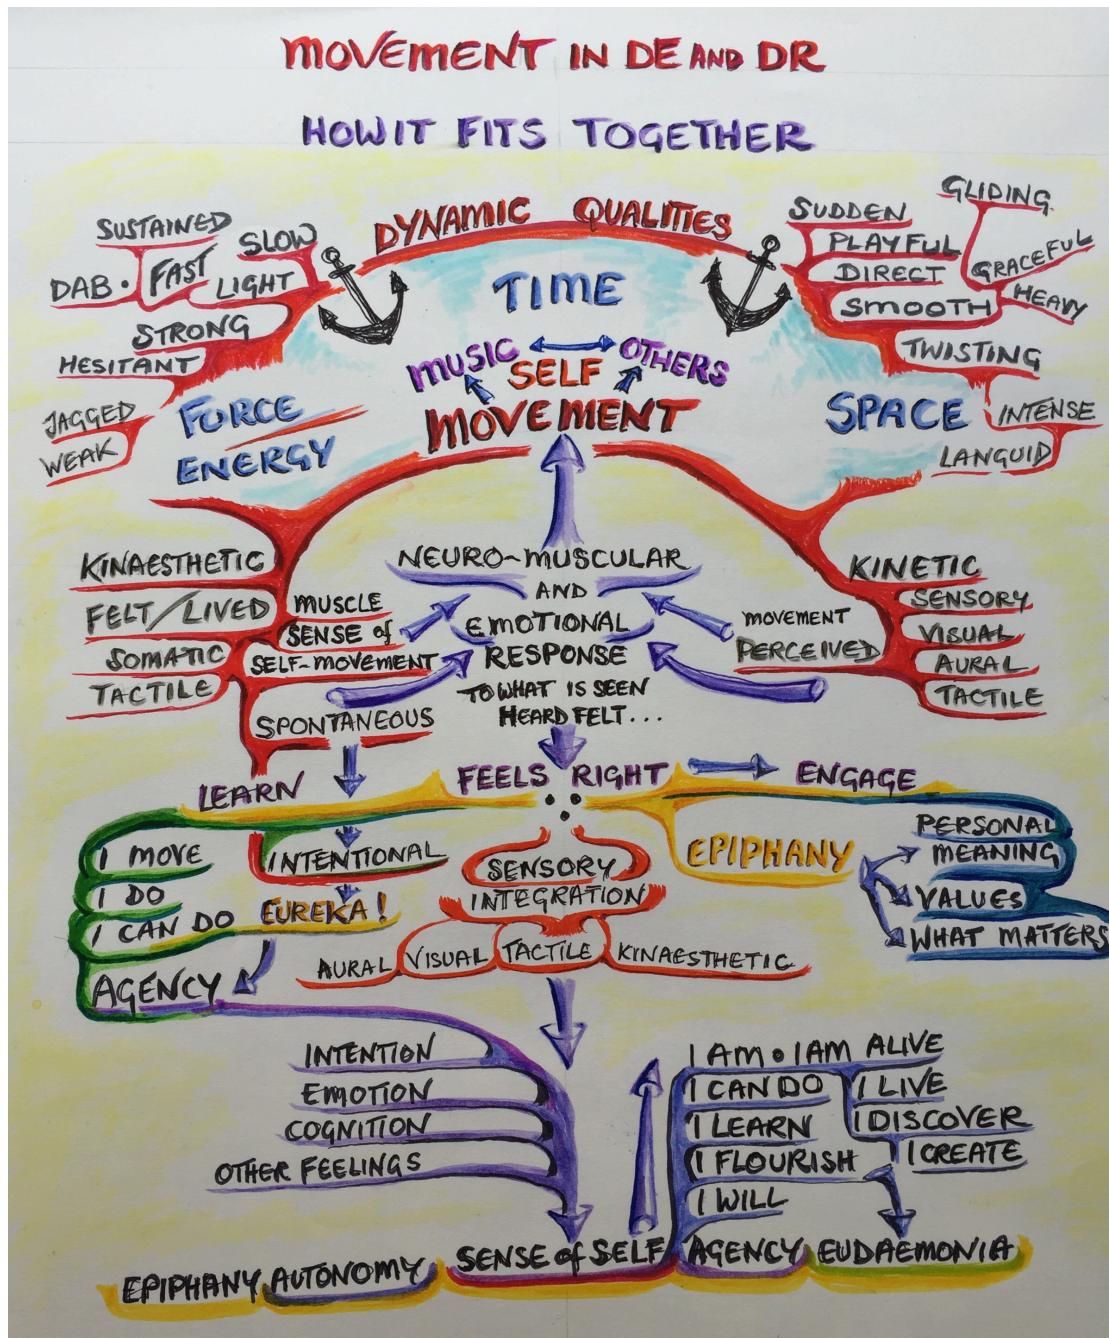 MOVEMENT IN DE AND DR
HOW IT FITS TOGETHER
DYNAMIC QUALITIES
SUSTAINED
SLOW
DAB • FAST
LIGHT
STRONG
HESITANT
JAGGED
WEAK
SUDDEN
GLIDING
PLAYFUL
DIRECT
GRACEFUL
SMOOTH
HEAVY
TWISTING
INTENSE
LANGUID
TIME
MUSIC
OTHERS
SELF
MOVEMENT
FORCE
ENERGY
SPACE
KINAESTHETIC
FELT/LIVED
SOMATIC
TACTILE
MUSCLE
SENSE of
SELF-MOVEMENT
SPONTANEOUS
NEURO-MUSCULAR
AND
EMOTIONAL
RESPONSE
TO WHAT IS SEEN
HEARD FELT...
MOVEMENT
PERCEIVED
KINETIC
SENSORY
VISUAL
AURAL
TACTILE
LEARN
FEELS RIGHT
ENGAGE
I MOVE
I DO
I CAN DO
AGENCY
INTENTIONAL
EUREKA!
SENSORY
INTEGRATION
AURAL
VISUAL
TACTILE
KINAESTHETIC
EPIPHANY
PERSONAL
MEANING
VALUES
WHAT MATTERS
INTENTION
EMOTION
COGNITION
OTHER FEELINGS
I AM • I AM ALIVE
I CAN DO
I LIVE
I LEARN
I DISCOVER
I FLOURISH
I CREATE
I WILL
EPIPHANY AUTONOMY SENSE of SELF AGENCY EUDAEMONIA